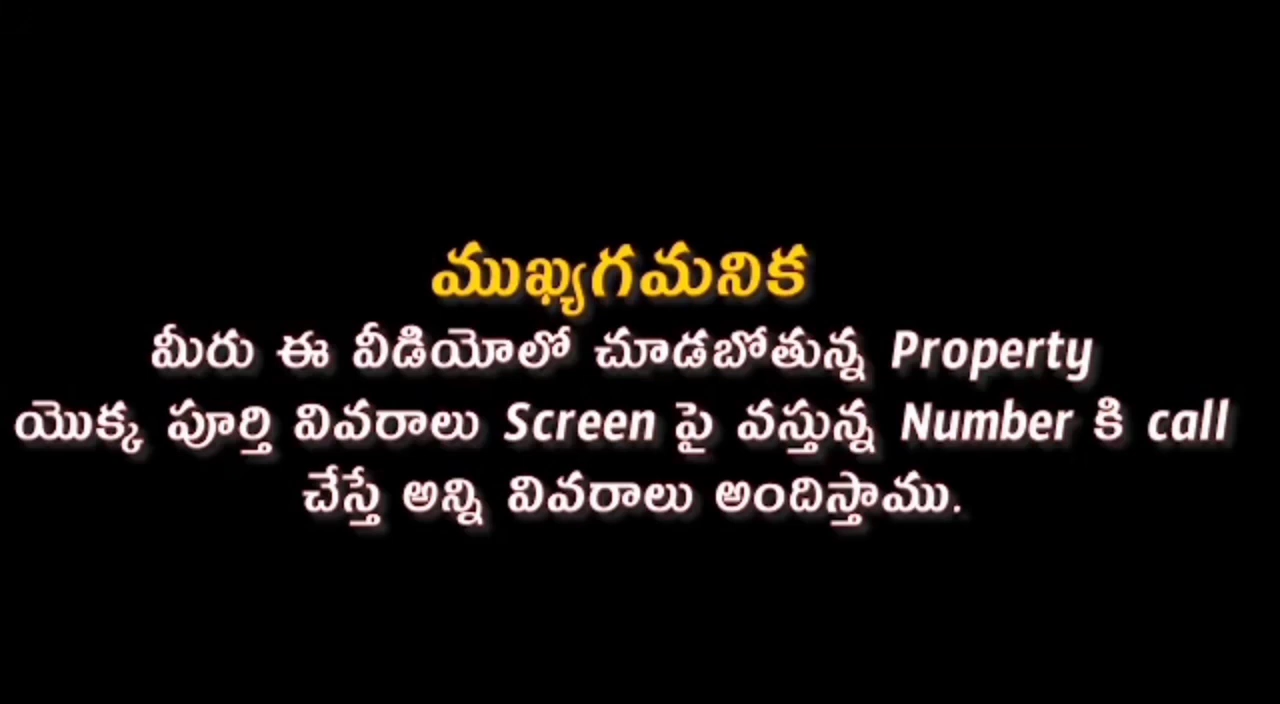 ముఖ్యగమనిక
మీరు ఈ వీడియోలో చూడబోతున్న Property
యొక్క పూర్తి వివరాలు Screen పై వస్తున్న Number కి call
చేస్తే అన్ని వివరాలు అందిస్తాము.